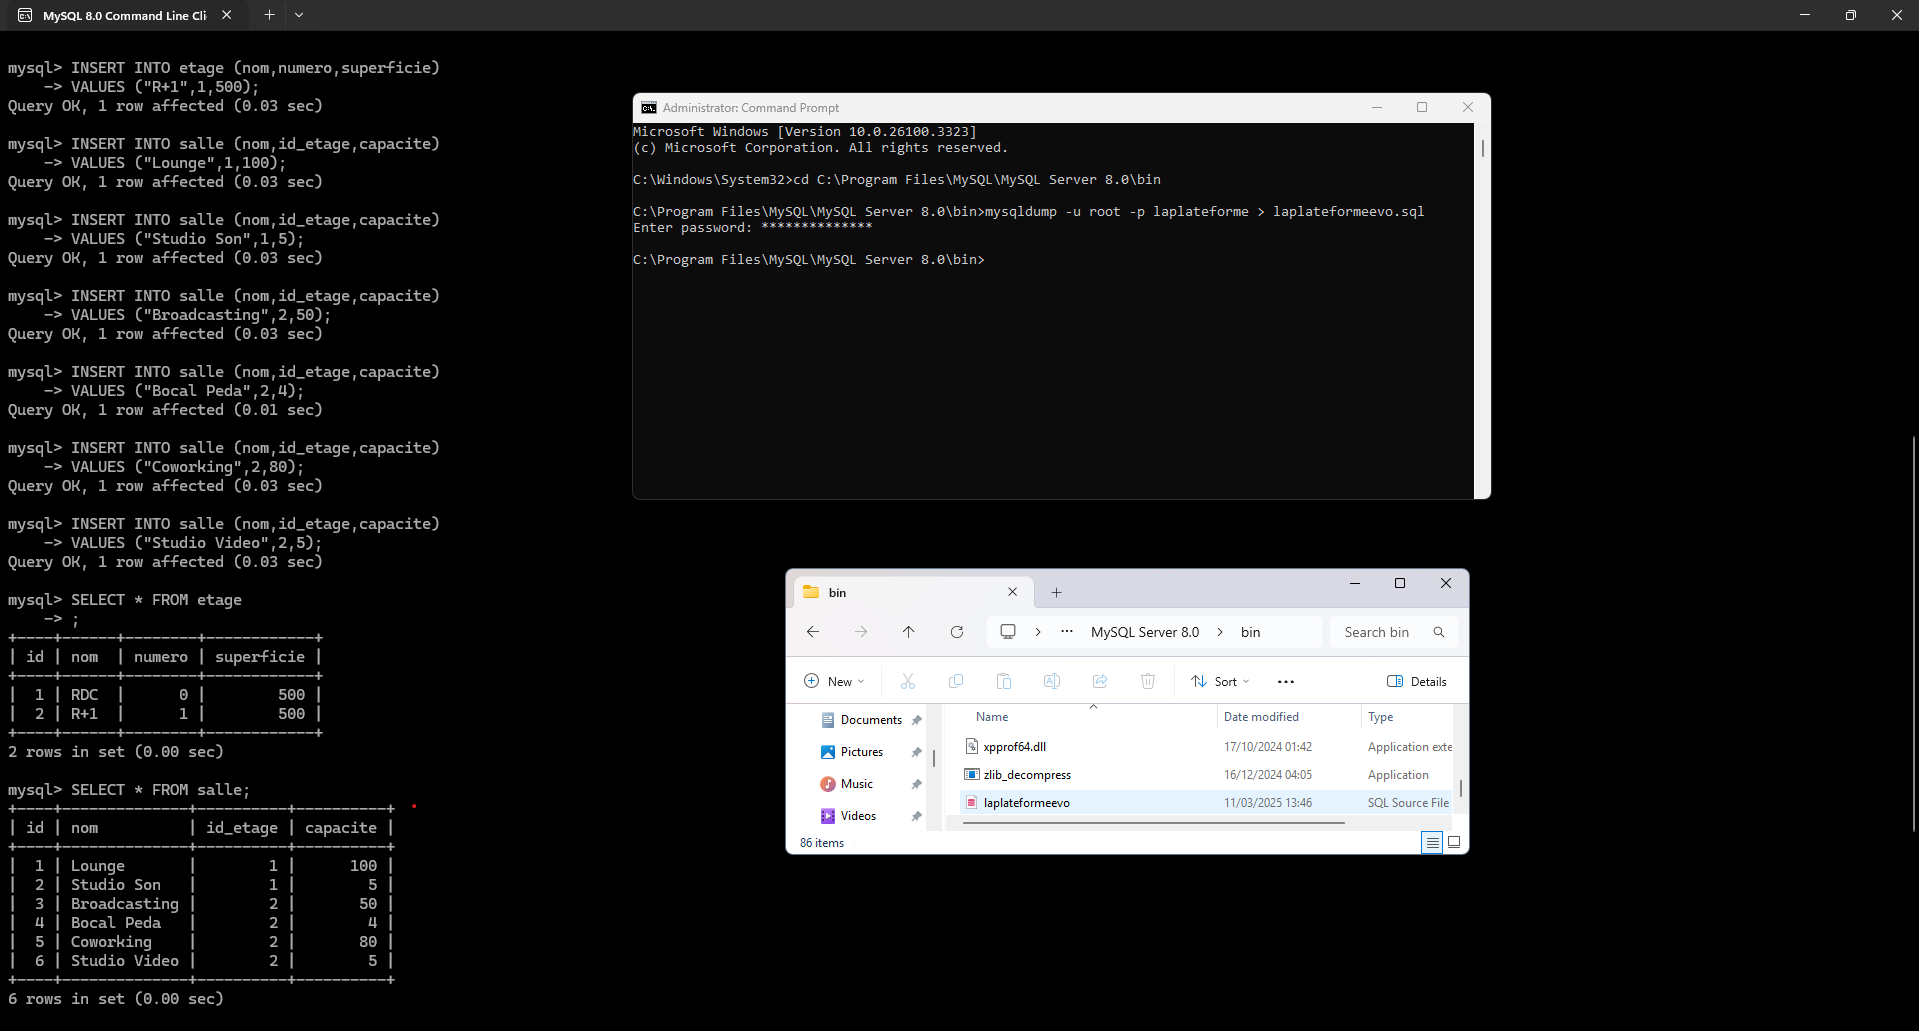 MySQL 8.0 Command Line Cli
mysql> INSERT INTO etage (nom,numero,superficie)
    -> VALUES ("R+1",1,500);
Query OK, 1 row affected (0.03 sec)
mysql> INSERT INTO salle (nom,id_etage,capacite)
    -> VALUES ("Lounge",1,100);
Query OK, 1 row affected (0.03 sec)
mysql> INSERT INTO salle (nom,id_etage,capacite)
    -> VALUES ("Studio Son",1,5);
Query OK, 1 row affected (0.03 sec)
mysql> INSERT INTO salle (nom,id_etage,capacite)
    -> VALUES ("Broadcasting",2,50);
Query OK, 1 row affected (0.03 sec)
mysql> INSERT INTO salle (nom,id_etage,capacite)
    -> VALUES ("Bocal Peda",2,4);
Query OK, 1 row affected (0.01 sec)
mysql> INSERT INTO salle (nom,id_etage,capacite)
    -> VALUES ("Coworking",2,80);
Query OK, 1 row affected (0.03 sec)
mysql> INSERT INTO salle (nom,id_etage,capacite)
    -> VALUES ("Studio Video",2,5);
Query OK, 1 row affected (0.03 sec)
mysql> SELECT * FROM etage
    -> ;
+----+------+--------+------------+
| id | nom  | numero | superficie |
+----+------+--------+------------+
|  1 | RDC  |      0 |        500 |
|  2 | R+1  |      1 |        500 |
+----+------+--------+------------+
2 rows in set (0.00 sec)
mysql> SELECT * FROM salle;
+----+--------------+----------+----------+
| id | nom          | id_etage | capacite |
+----+--------------+----------+----------+
|  1 | Lounge       |        1 |      100 |
|  2 | Studio Son   |        1 |        5 |
|  3 | Broadcasting |        2 |       50 |
|  4 | Bocal Peda   |        2 |        4 |
|  5 | Coworking    |        2 |       80 |
|  6 | Studio Video |        2 |        5 |
+----+--------------+----------+----------+
6 rows in set (0.00 sec)
Administrator: Command Prompt
Microsoft Windows [Version 10.0.26100.3323]
(c) Microsoft Corporation. All rights reserved.
C:\Windows\System32>cd C:\Program Files\MySQL\MySQL Server 8.0\bin
C:\Program Files\MySQL\MySQL Server 8.0\bin>mysqldump -u root -p laplateforme > laplateformeevo.sql
Enter password: **************
C:\Program Files\MySQL\MySQL Server 8.0\bin>
bin
MySQL Server 8.0 > bin
Search bin
New Sort ... Details
Documents
Pictures
Music
Videos
Name Date modified Type
xpprof64.dll 17/10/2024 01:42 Application exte
zlib_decompress 16/12/2024 04:05 Application
laplateformeevo 11/03/2025 13:46 SQL Source File
86 items